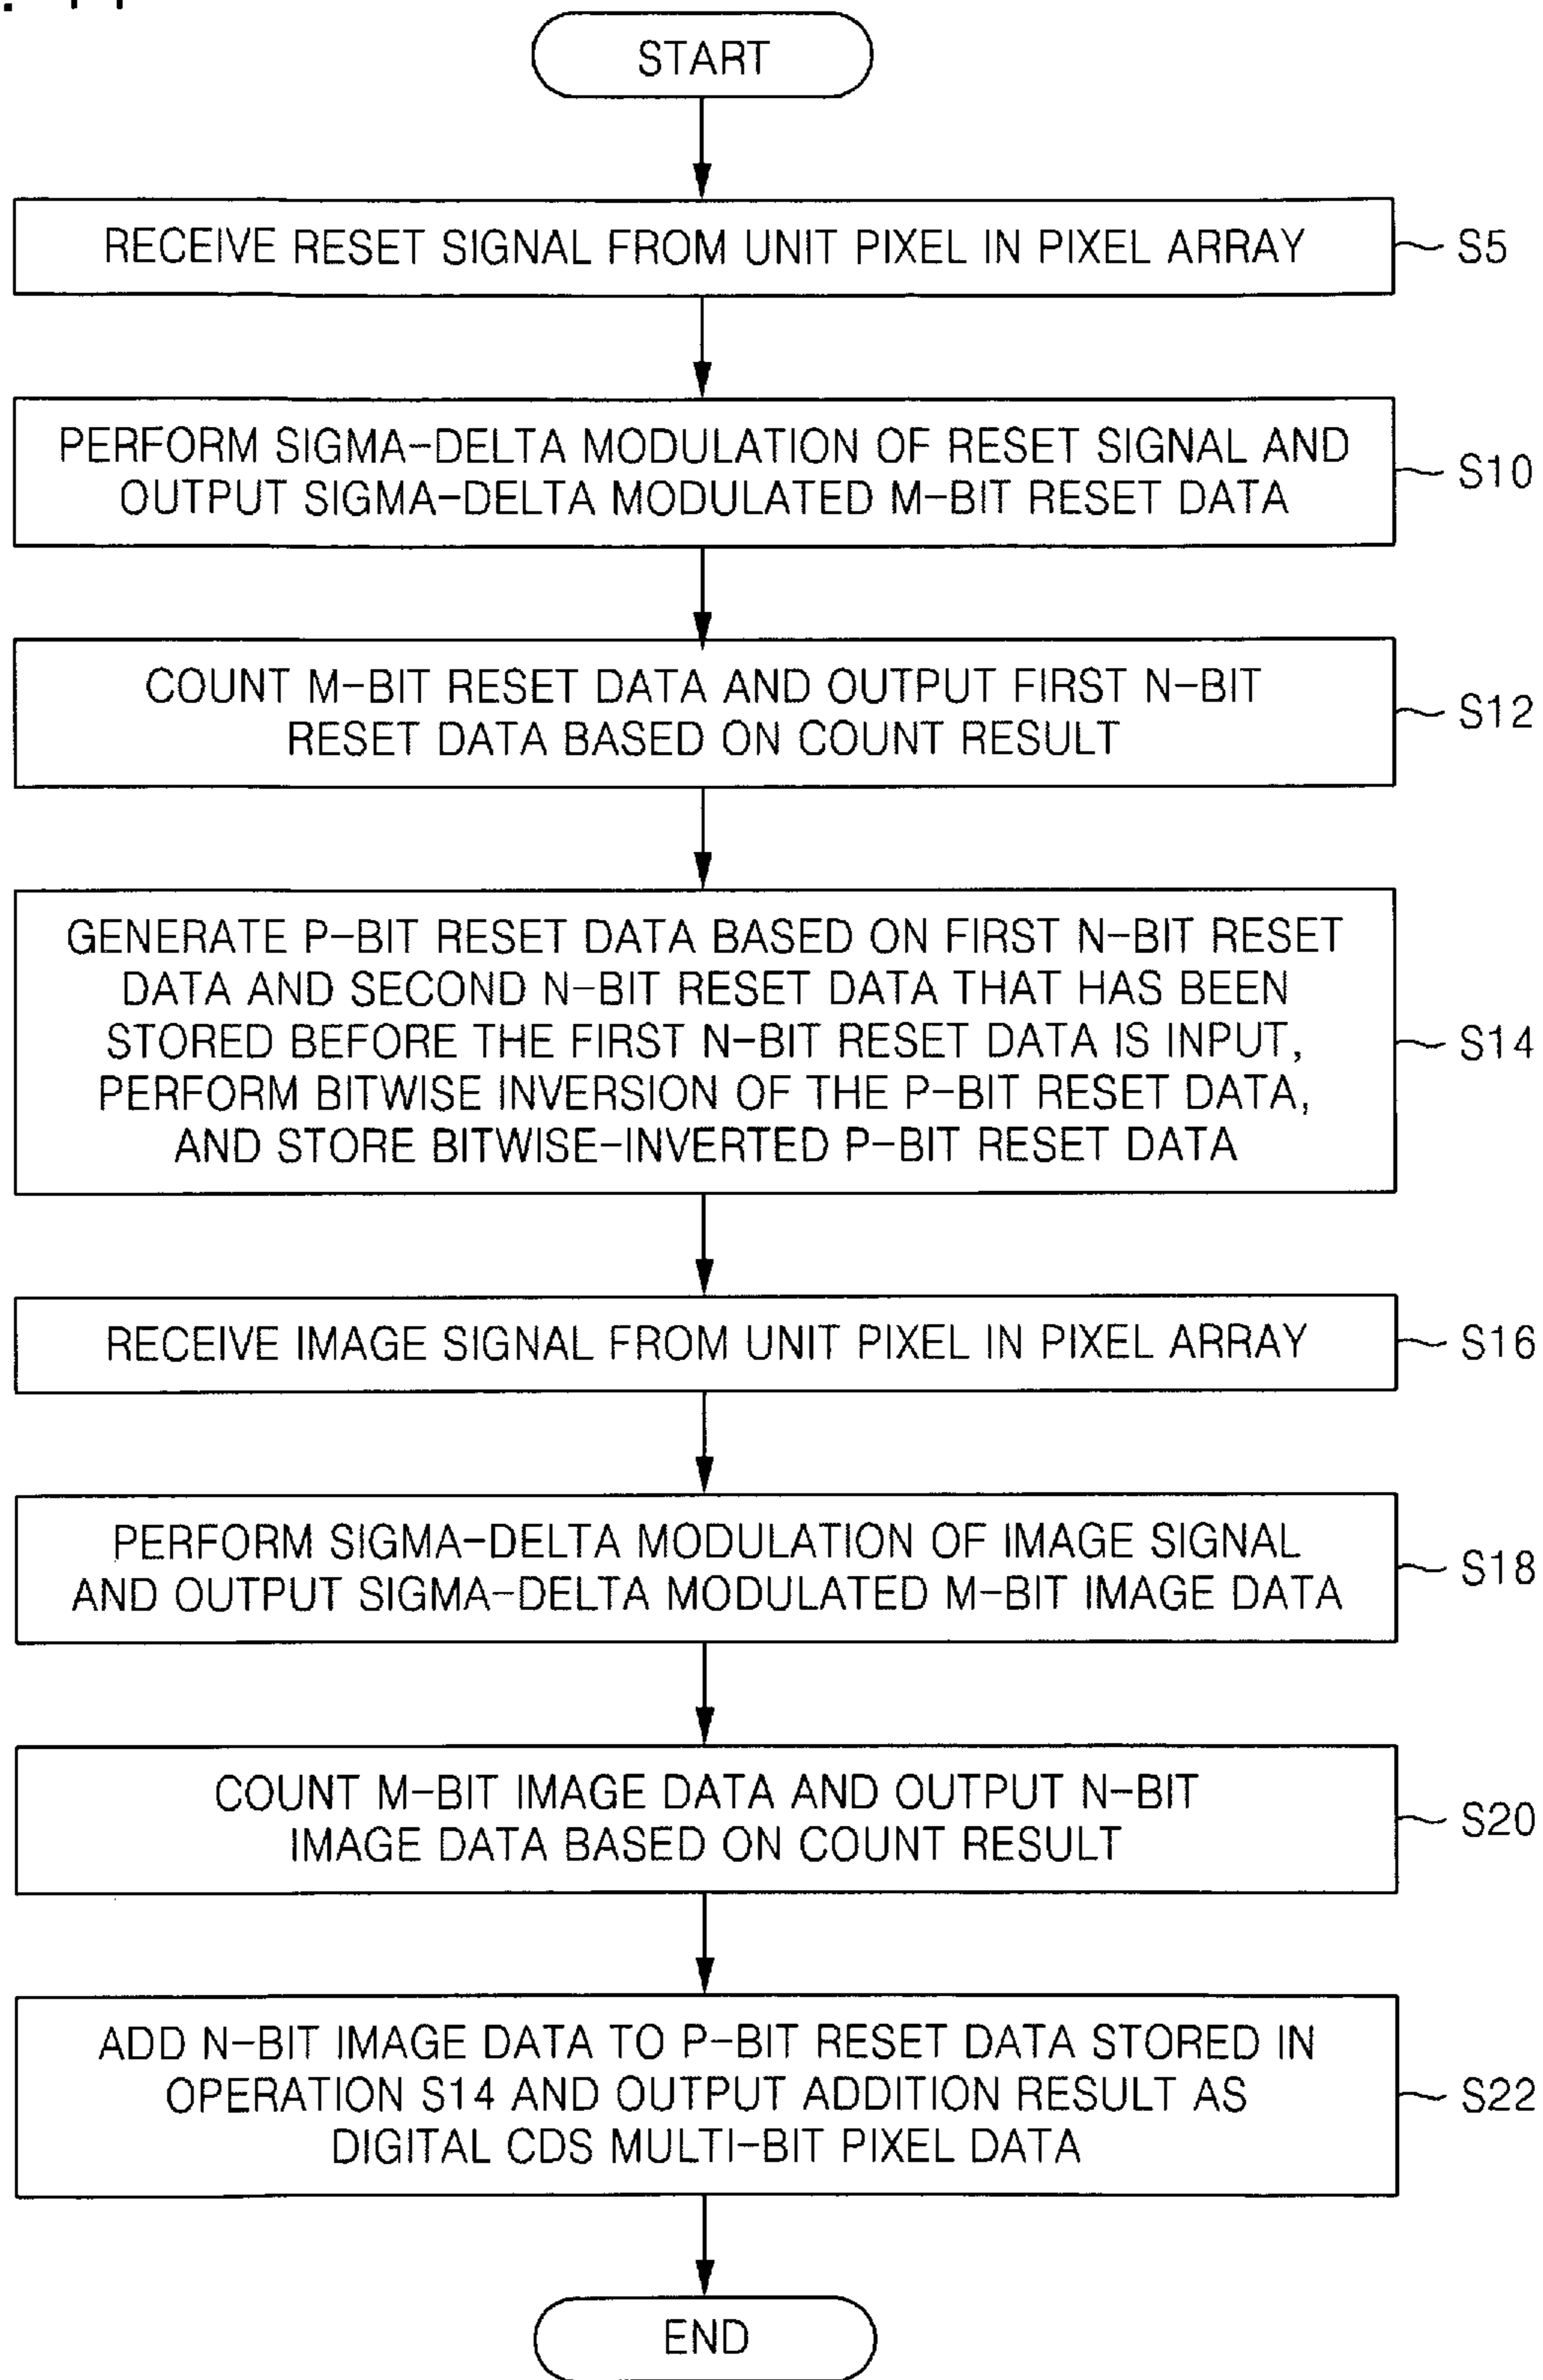 START
RECEIVE RESET SIGNAL FROM UNIT PIXEL IN PIXEL ARRAY
S5
PERFORM SIGMA-DELTA MODULATION OF RESET SIGNAL AND
OUTPUT SIGMA-DELTA MODULATED M-BIT RESET DATA
S10
COUNT M-BIT RESET DATA AND OUTPUT FIRST N-BIT
RESET DATA BASED ON COUNT RESULT
S12
GENERATE P-BIT RESET DATA BASED ON FIRST N-BIT RESET
DATA AND SECOND N-BIT RESET DATA THAT HAS BEEN
STORED BEFORE THE FIRST N-BIT RESET DATA IS INPUT,
PERFORM BITWISE INVERSION OF THE P-BIT RESET DATA,
AND STORE BITWISE-INVERTED P-BIT RESET DATA
S14
RECEIVE IMAGE SIGNAL FROM UNIT PIXEL IN PIXEL ARRAY
S16
PERFORM SIGMA-DELTA MODULATION OF IMAGE SIGNAL
AND OUTPUT SIGMA-DELTA MODULATED M-BIT IMAGE DATA
S18
COUNT M-BIT IMAGE DATA AND OUTPUT N-BIT
IMAGE DATA BASED ON COUNT RESULT
S20
ADD N-BIT IMAGE DATA TO P-BIT RESET DATA STORED IN
OPERATION S14 AND OUTPUT ADDITION RESULT AS
DIGITAL CDS MULTI-BIT PIXEL DATA
S22
END